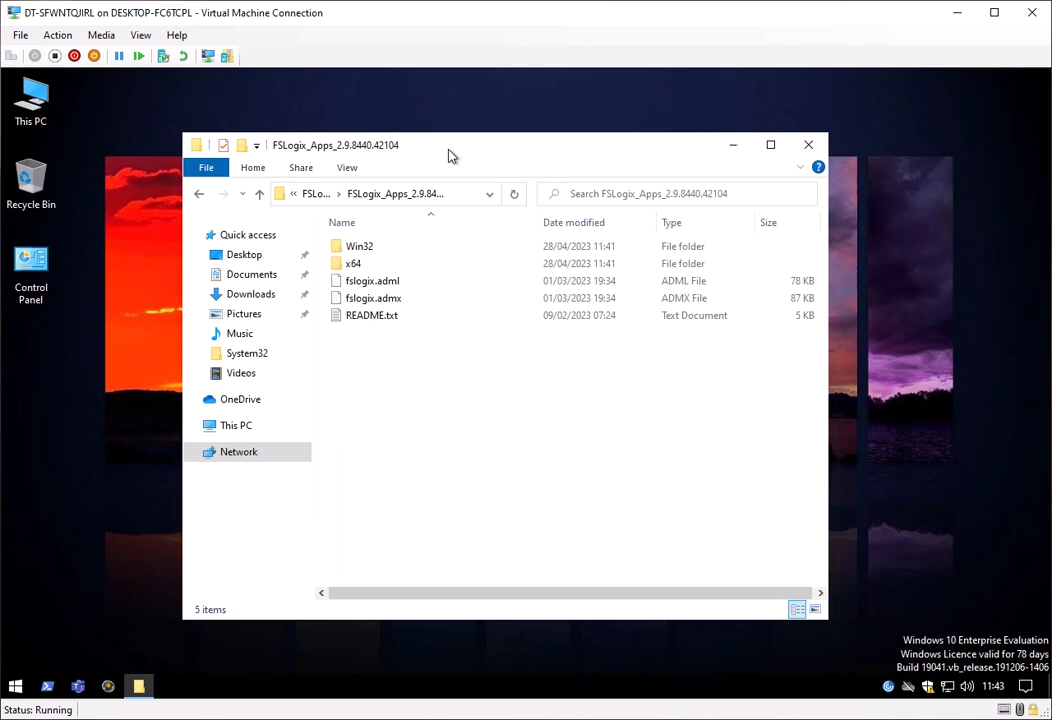 DT-SFWNTQJIRL on DESKTOP-FC6TCPL - Virtual Machine Connection
File Action Media View Help
This PC
Recycle Bin
Control
Panel
FSLogix_Apps_2.9.8440.42104
File Home Share View
« FSLo... › FSLogix_Apps_2.9.84...
Search FSLogix_Apps_2.9.8440.42104
Name Date modified Type Size
Quick access
Desktop
Documents
Downloads
Pictures
Music
System32
Videos
OneDrive
This PC
Network
Win32 28/04/2023 11:41 File folder
x64 28/04/2023 11:41 File folder
fslogix.adml 01/03/2023 19:34 ADML File 78 KB
fslogix.admx 01/03/2023 19:34 ADMX File 87 KB
README.txt 09/02/2023 07:24 Text Document 5 KB
5 items
Windows 10 Enterprise Evaluation
Windows Licence valid for 78 days
Build 19041.vb_release.191206-1406
11:43
Status: Running